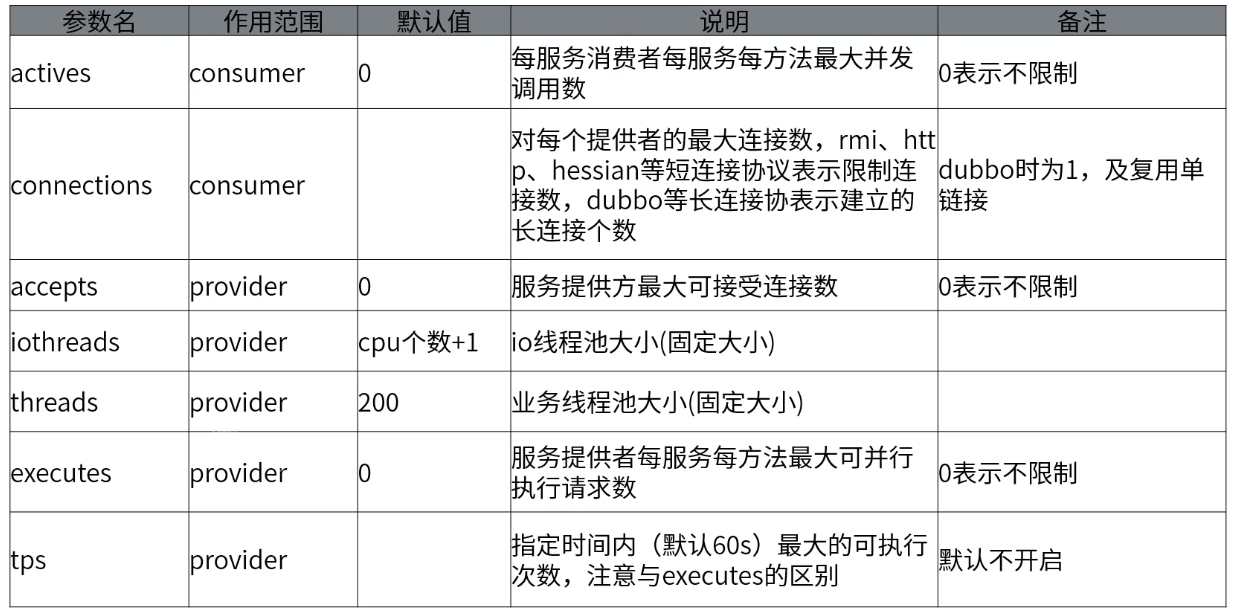 参数名 作用范围 默认值 说明 备注
actives consumer 0 每服务消费者每服务每方法最大并发
调用数 0表示不限制
connections consumer 对每个提供者的最大连接数，rmi、htt
p、hessian等短连接协议表示限制连
接数，dubbo等长连接协表示建立的
长连接个数 dubbo时为1，及复用单
链接
accepts provider 0 服务提供方最大可接受连接数 0表示不限制
iothreads provider cpu个数+1 io线程池大小(固定大小)
threads provider 200 业务线程池大小(固定大小)
executes provider 0 服务提供者每服务每方法最大可并行
执行请求数 0表示不限制
tps provider 指定时间内（默认60s）最大的可执行
次数，注意与executes的区别 默认不开启